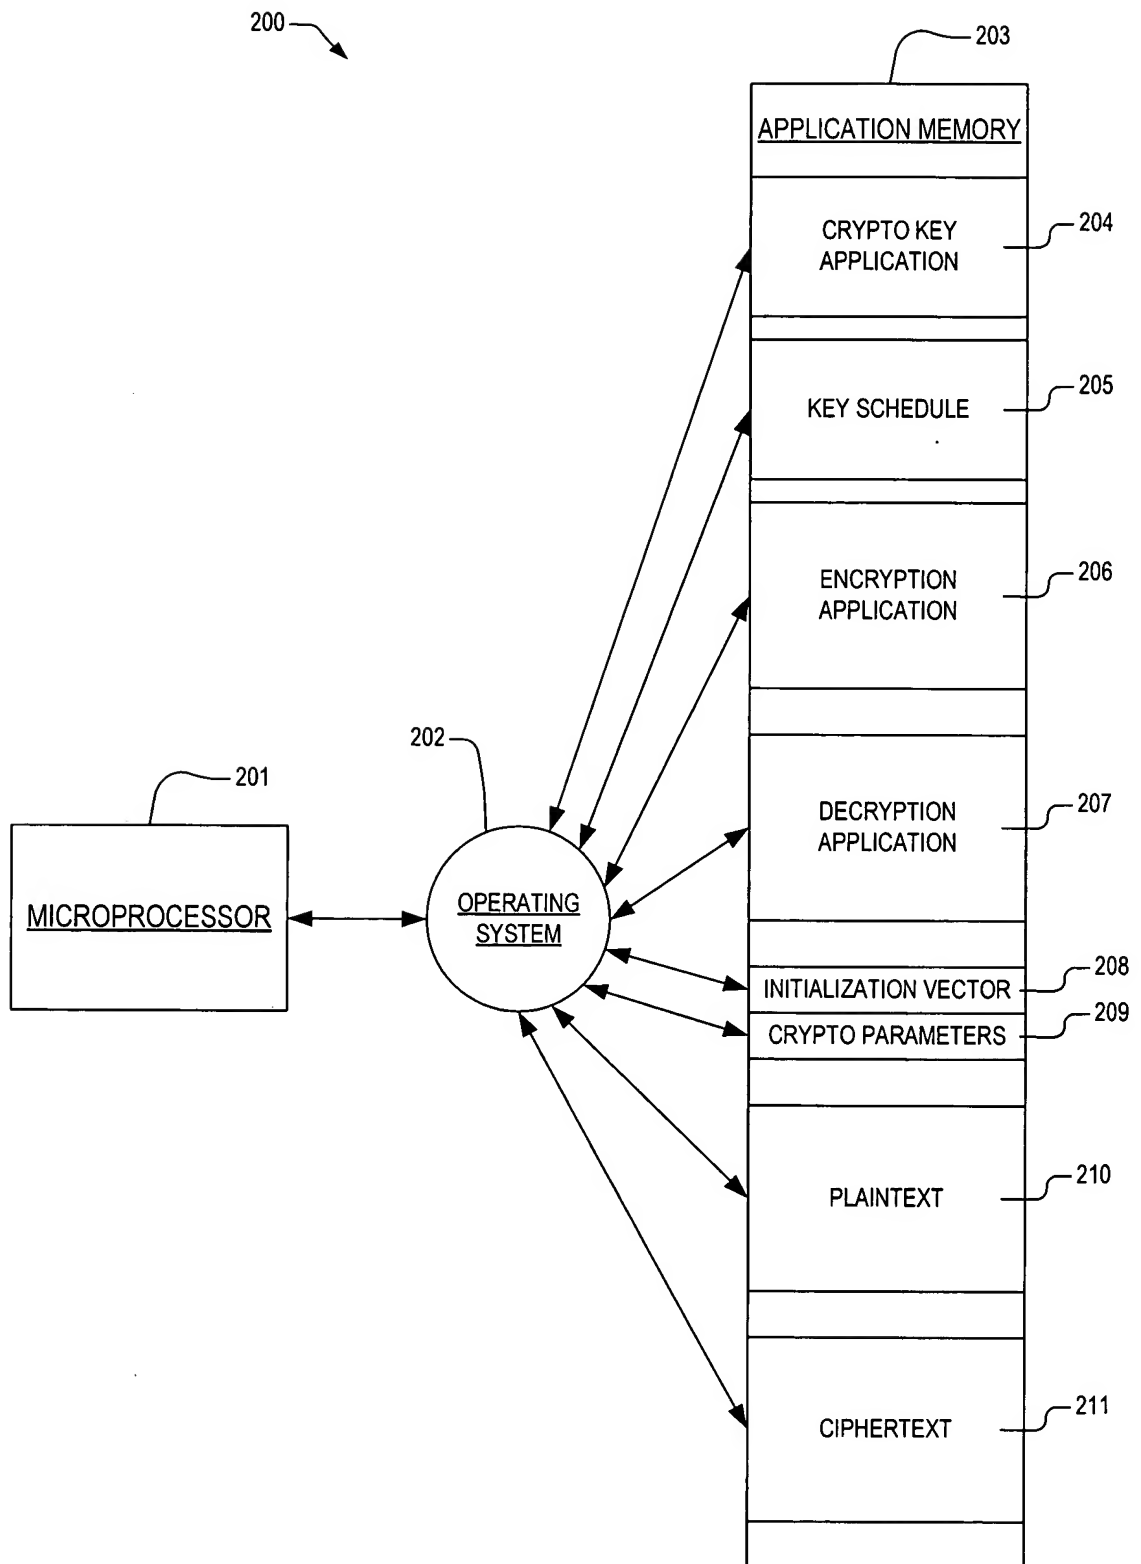 200
203
APPLICATION MEMORY
CRYPTO KEY
APPLICATION
204
KEY SCHEDULE
205
ENCRYPTION
APPLICATION
206
202
201
DECRYPTION
APPLICATION
207
MICROPROCESSOR
OPERATING
SYSTEM
INITIALIZATION VECTOR
208
CRYPTO PARAMETERS
209
PLAINTEXT
210
CIPHERTEXT
211